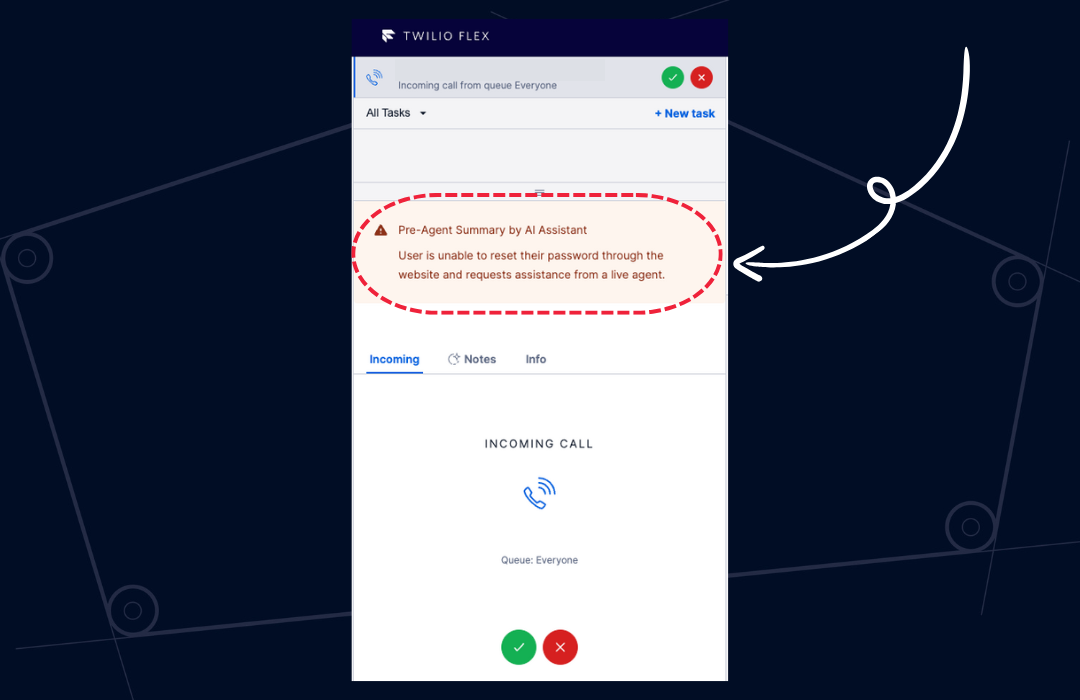 TWILIO FLEX
Incoming call from queue Everyone
All Tasks
+ New task
Pre-Agent Summary by AI Assistant
User is unable to reset their password through the
website and requests assistance from a live agent.
Incoming Notes Info
INCOMING CALL
Queue: Everyone